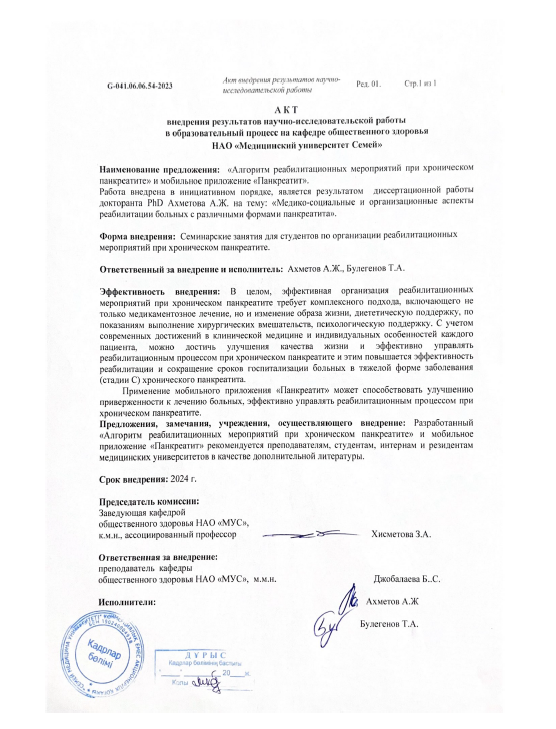 G-041.06.06.54-2023
Акт внедрения результатов научно-
исследовательской работы
Ред. 01.
Стр.1 из 1
А К Т
внедрения результатов научно-исследовательской работы
в образовательный процесс на кафедре общественного здоровья
НАО «Медицинский университет Семей»
Наименование предложения: «Алгоритм реабилитационных мероприятий при хроническом
панкреатите» и мобильное приложение «Панкреатит».
Работа внедрена в инициативном порядке, является результатом диссертационной работы
докторанта PhD Ахметова А.Ж. на тему: «Медико-социальные и организационные аспекты
реабилитации больных с различными формами панкреатита».
Форма внедрения: Семинарские занятия для студентов по организации реабилитационных
мероприятий при хроническом панкреатите.
Ответственный за внедрение и исполнитель: Ахметов А.Ж., Булегенов Т.А.
Эффективность внедрения: В целом, эффективная организация реабилитационных
мероприятий при хроническом панкреатите требует комплексного подхода, включающего не
только медикаментозное лечение, но и изменение образа жизни, диетическую поддержку, по
показаниям выполнение хирургических вмешательств, психологическую поддержку. С учетом
современных достижений в клинической медицине и индивидуальных особенностей каждого
пациента, можно достичь улучшения качества жизни и эффективно управлять
реабилитационным процессом при хроническом панкреатите и этим повышается эффективность
реабилитации и сокращение сроков госпитализации больных в тяжелой форме заболевания
(стадии С) хронического панкреатита.
Применение мобильного приложения «Панкреатит» может способствовать улучшению
приверженности к лечению больных, эффективно управлять реабилитационным процессом при
хроническом панкреатите.
Предложения, замечания, учреждения, осуществляющего внедрение: Разработанный
«Алгоритм реабилитационных мероприятий при хроническом панкреатите» и мобильное
приложение «Панкреатит» рекомендуется преподавателям, студентам, интернам и резидентам
медицинских университетов в качестве дополнительной литературы.
Срок внедрения: 2024 г.
Председатель комиссии:
Заведующая кафедрой
общественного здоровья НАО «МУС»,
к.м.н., ассоциированный профессор
Хисметова З.А.
Ответственная за внедрение:
преподаватель кафедры
общественного здоровья НАО «МУС», м.м.н.
Джобалаева Б..С.
Исполнители:
Ахметов А.Ж
Булегенов Т.А.
Кадрлар
бөлімі
ДҰРЫС
Кадрлар бөлімінің бастығы
20
ж.
Қолы